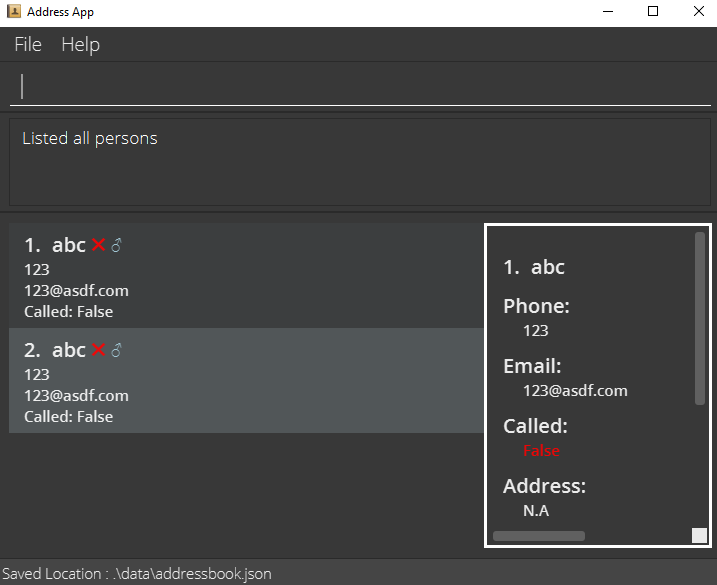 Address App
File Help
Listed all persons
1. abc ❌ ♂
123
123@asdf.com
Called: False
2. abc ❌ ♂
123
123@asdf.com
Called: False
1. abc
Phone:
123
Email:
123@asdf.com
Called:
False
Address:
N.A
Saved Location : .\data\addressbook.json